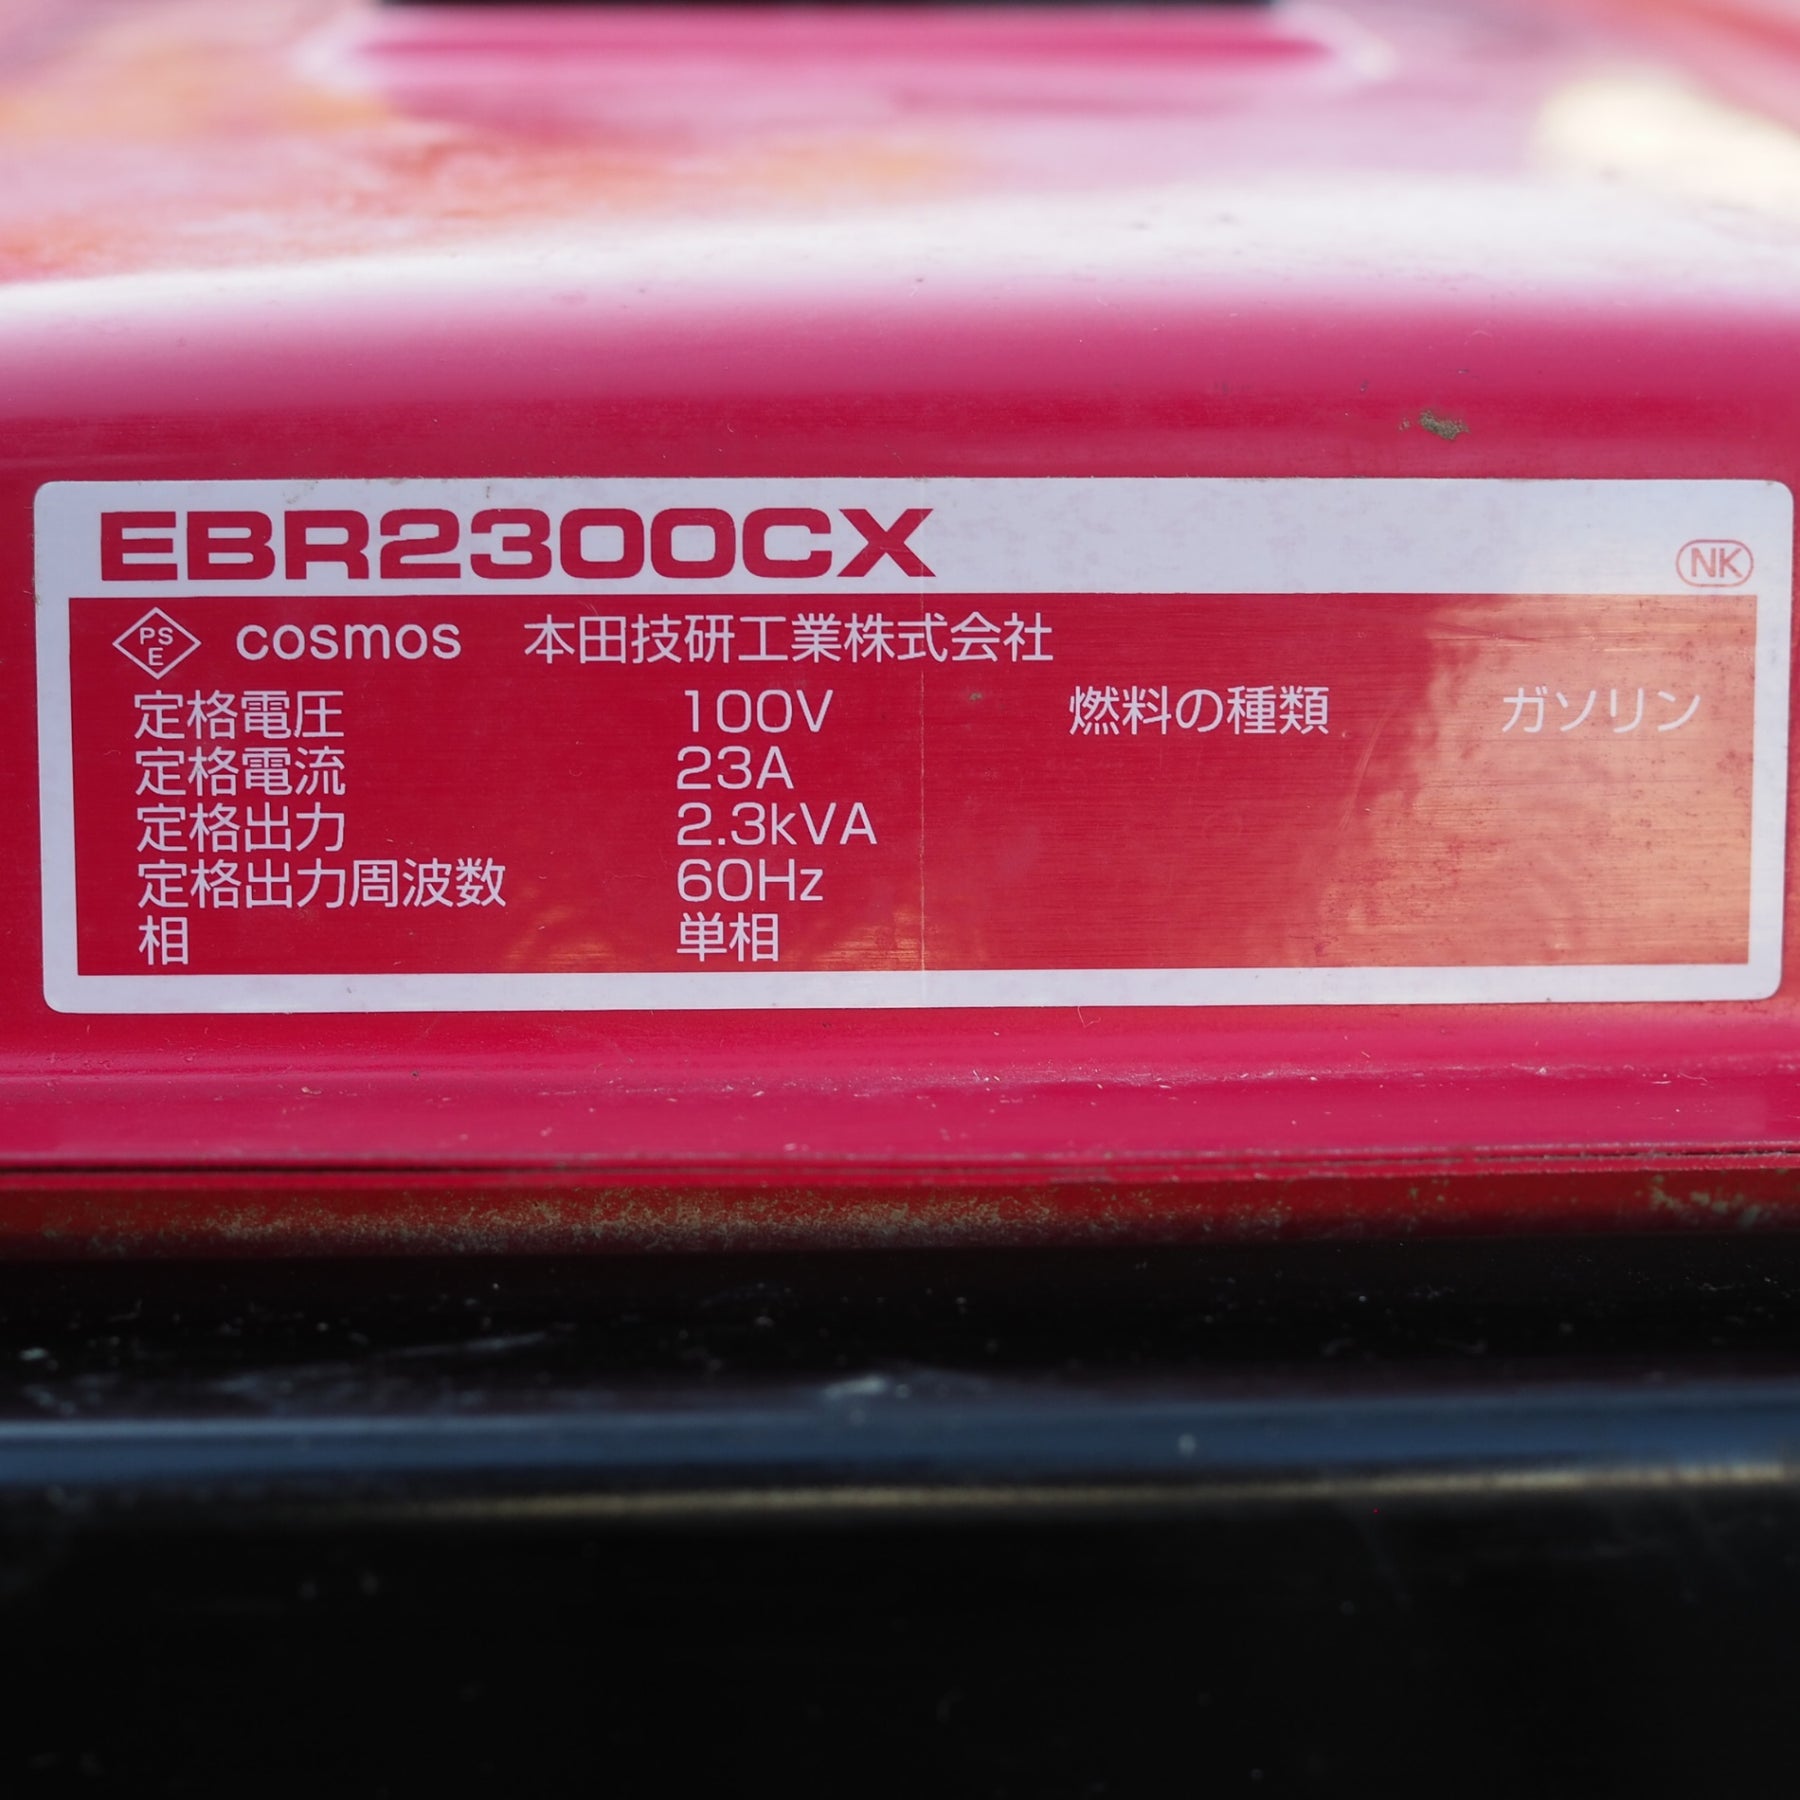 EBR2300CX
NK
PSE cosmos 本田技研工業株式会社
定格電圧 100V 燃料の種類 ガソリン
定格電流 23A
定格出力 2.3kVA
定格出力周波数 60Hz
相 単相